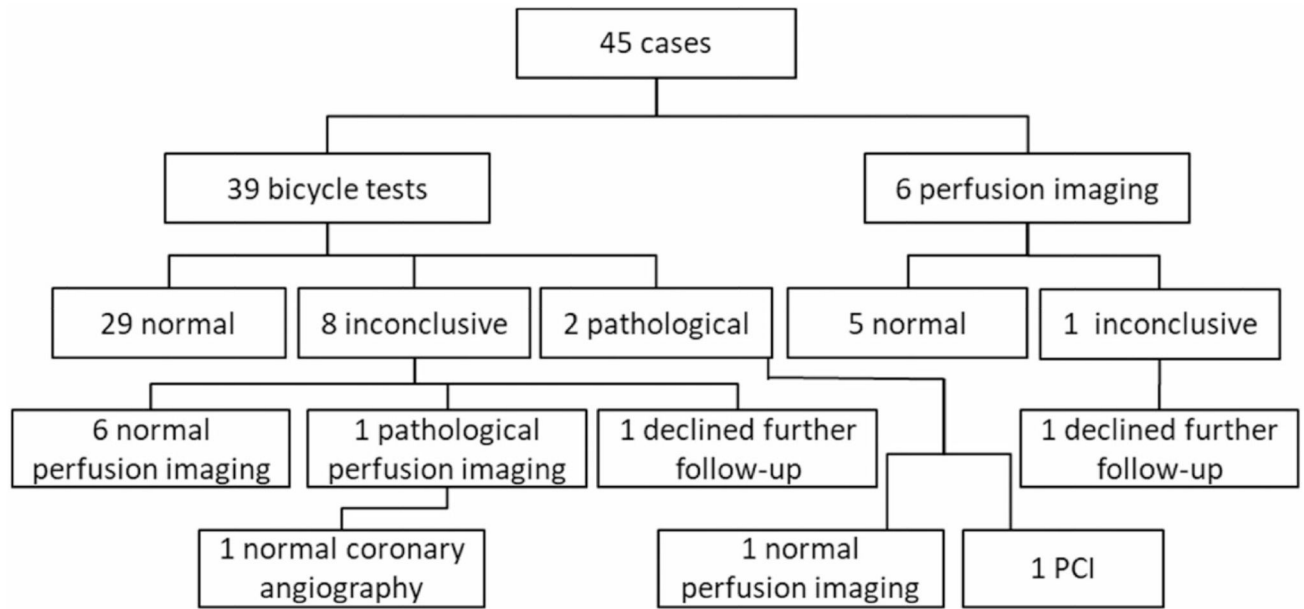 45 cases
39 bicycle tests
6 perfusion imaging
29 normal
8 inconclusive
2 pathological
5 normal
1 inconclusive
6 normal
perfusion imaging
1 pathological
perfusion imaging
1 declined further
follow-up
1 declined further
follow-up
1 normal coronary
angiography
1 normal
perfusion imaging
1 PCI